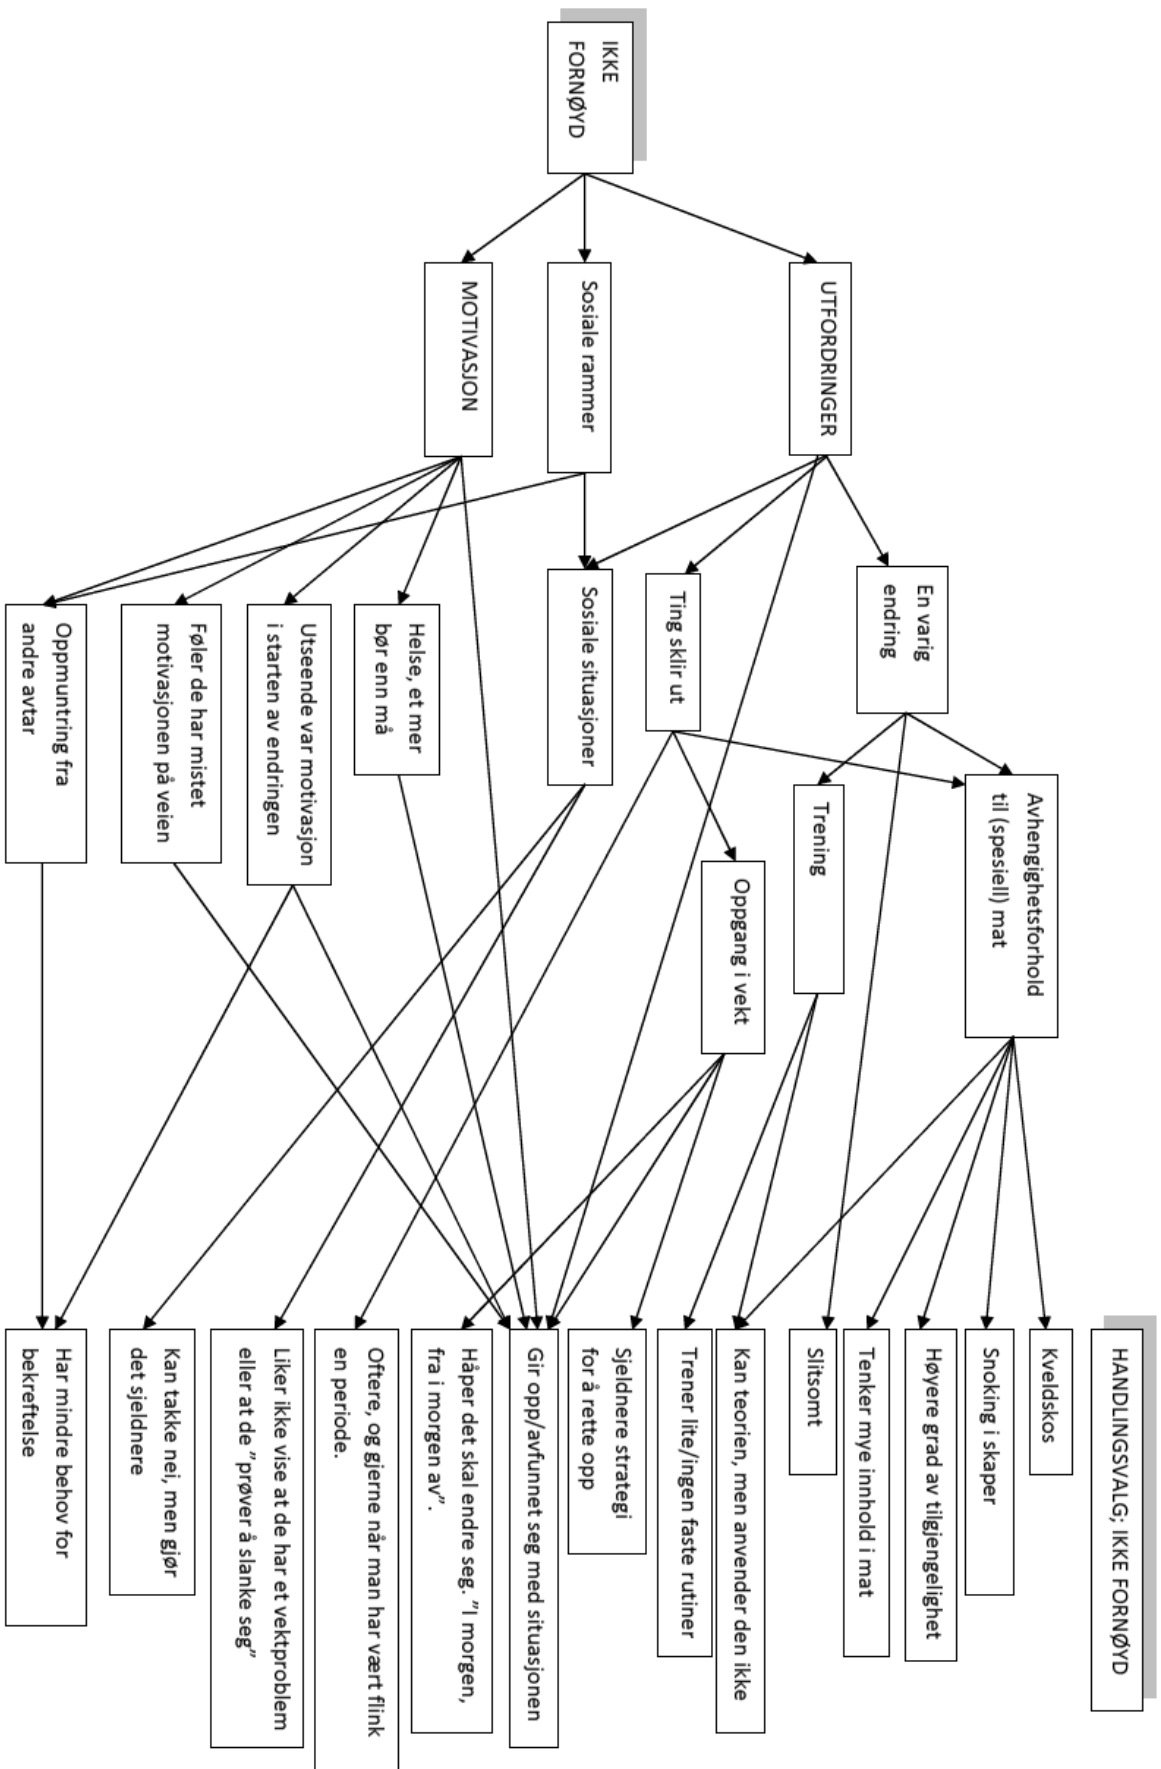 HANDLINGSVALG; IKKE FORNØYD
IKKE
FORNØYD
UTFORDRINGER
Sosiale rammer
MOTIVASJON
En varig
endring
Ting sklir ut
Sosiale situasjoner
Helse, et mer
bør enn må
Utseende var motivasjon
i starten av endringen
Føler de har mistet
motivasjonen på veien
Oppmuntring fra
andre avtar
Avhengighetsforhold
til (spesiell) mat
Trening
Oppgang i vekt
Kveldskos
Snoking i skaper
Høyere grad av tilgjengelighet
Tenker mye innhold i mat
Slitsomt
Kan teorien, men anvender den ikke
Trener lite/ingen faste rutiner
Sjeldnere strategi
for å rette opp
Gir opp/avfunnet seg med situasjonen
Håper det skal endre seg. ”I morgen,
fra i morgen av”.
Oftere, og gjerne når man har vært flink
en periode.
Liker ikke vise at de har et vektproblem
eller at de ”prøver å slanke seg”
Kan takke nei, men gjør
det sjeldnere
Har mindre behov for
bekreftelse